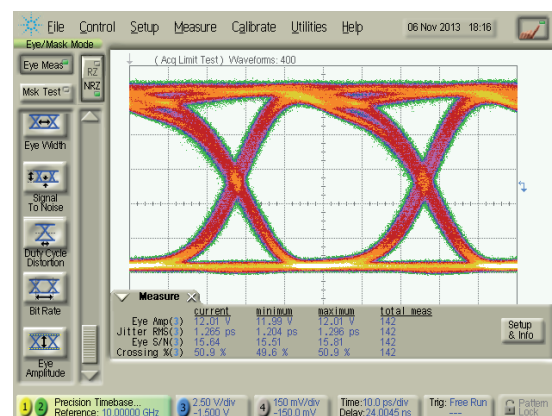 File Control Setup Measure Calibrate Utilities Help 06 Nov 2013 18:16
Eye/Mask Mode
Eye Meas
RZ
NRZ
Msk Test
( Acq Limit Test ) Waveforms: 400
Eye Width
Signal
To Noise
Duty Cycle
Distortion
Bit Rate
Eye
Amplitude
Measure
current minimum maximum total meas
Eye Amp(3) 12.01 V 11.99 V 12.01 V 142
Jitter RMS(3) 1.265 ps 1.204 ps 1.296 ps 142
Eye S/N(3) 15.64 15.51 15.81 142
Crossing %(3) 50.9 % 49.6 % 50.9 % 142
Setup
& Info
1 2 Precision Timebase...
Reference: 10.00000 GHz
3 2.50 V/div
-1.500 V
4 150 mV/div
-150.0 mV
Time:10.0 ps/div
Delay:24.0045 ns
Trig: Free Run
---
Pattern
Lock